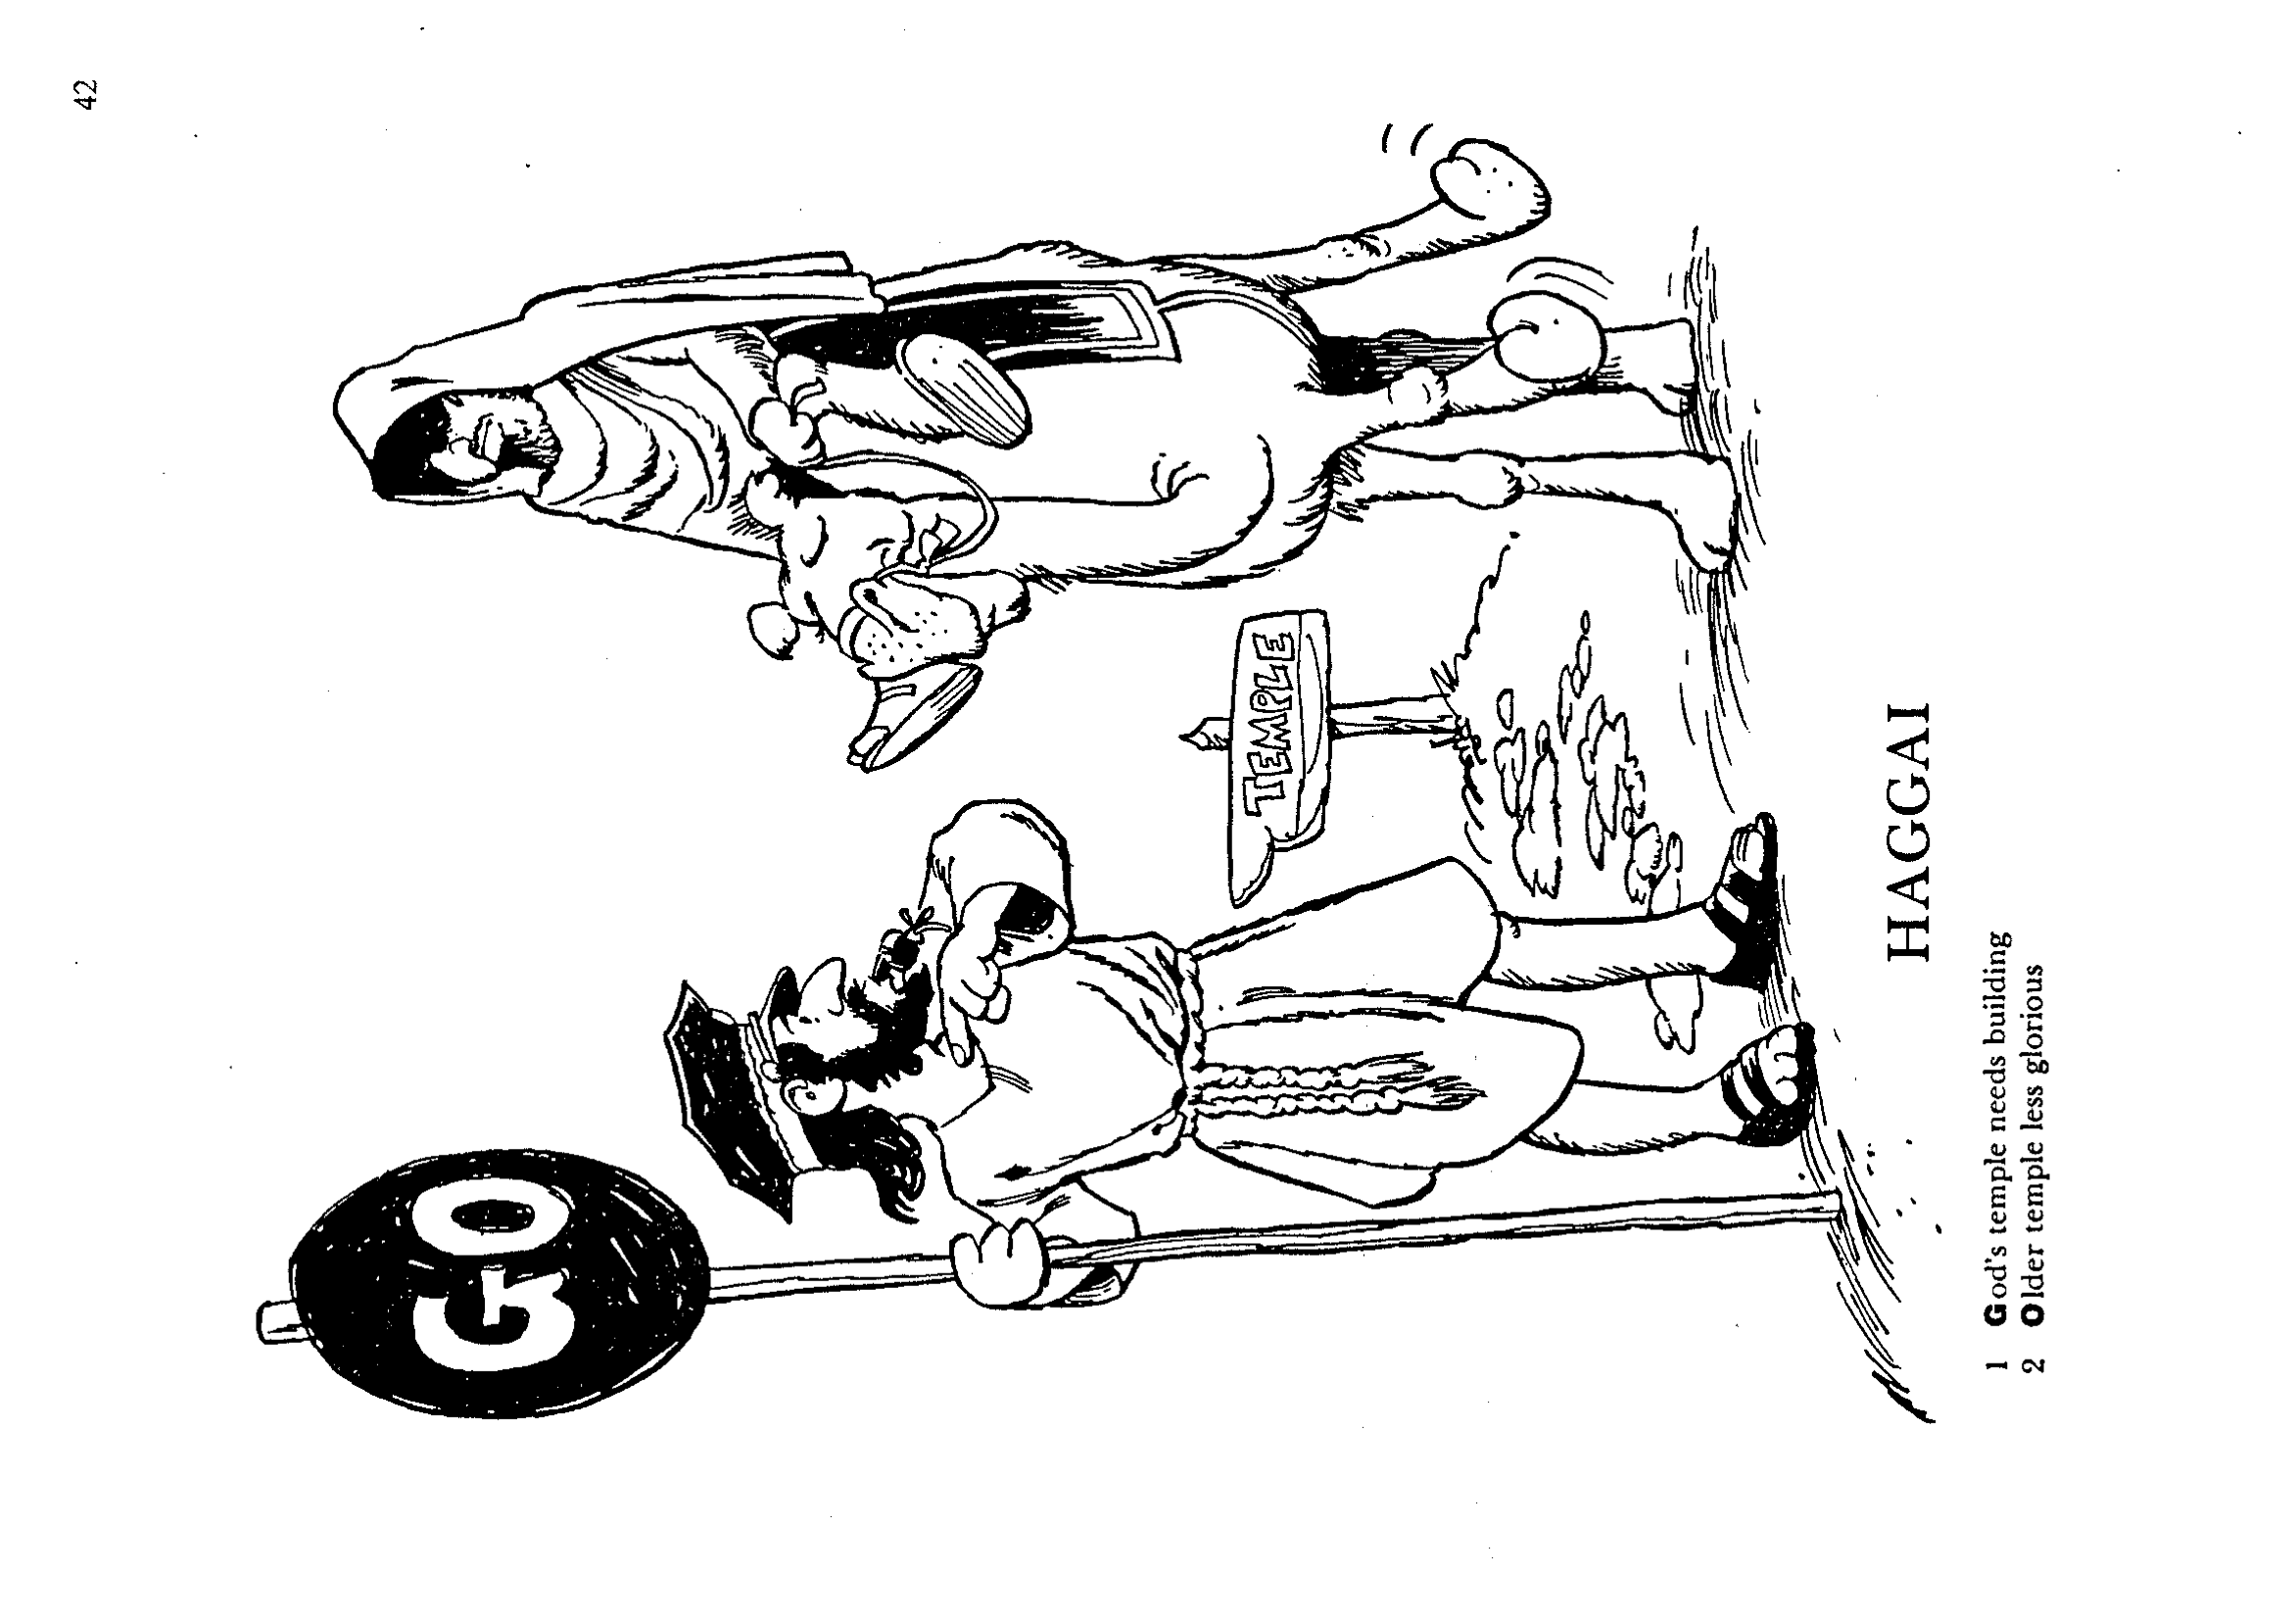 42
GO
TEMPLE
HAGGAI
1 God's temple needs building
2 Older temple less glorious